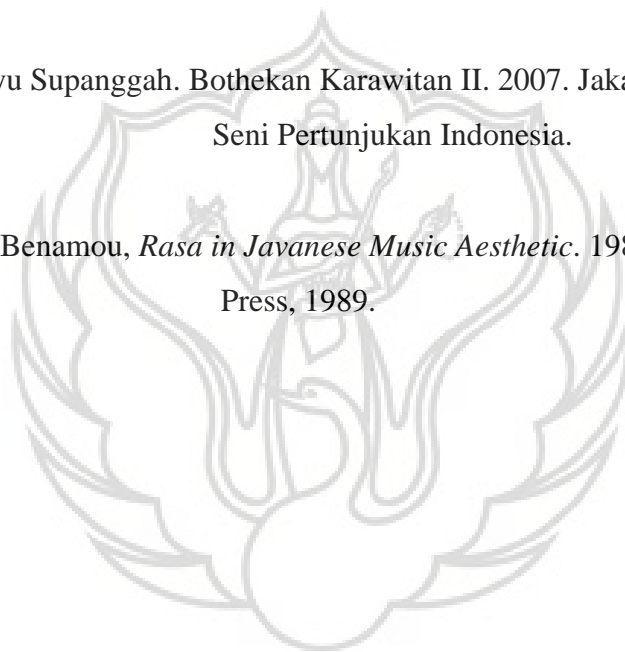 yu Supanggah. Bothekan Karawitan II. 2007. Jaka
Seni Pertunjukan Indonesia.
Benamou, Rasa in Javanese Music Aesthetic. 198
Press, 1989.